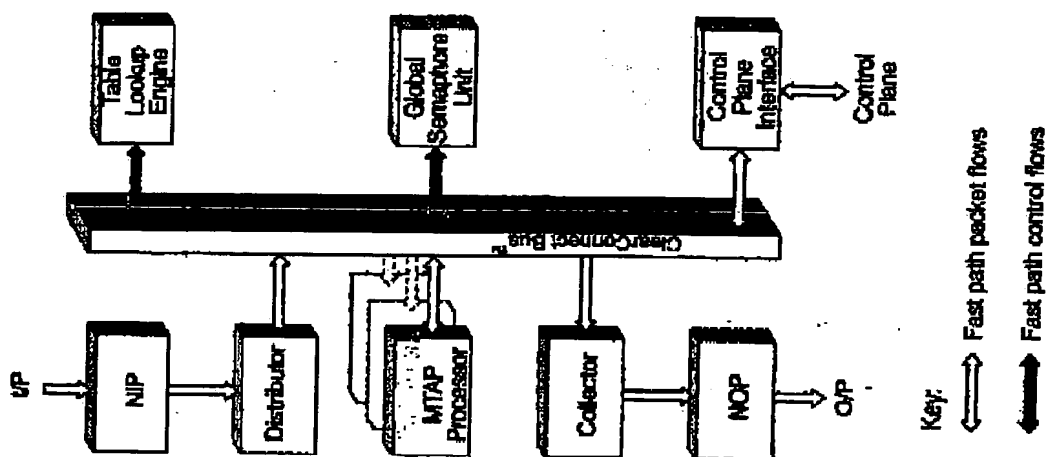 I/P
NIP
Distributor
MTAP
Processor
Collector
NOP
O/P
ClearConnect Bus
Table
Lookup
Engine
Global
Semaphore
Unit
Control
Plane
Interface
Control
Plane
Key:
Fast path packet flows
Fast path control flows